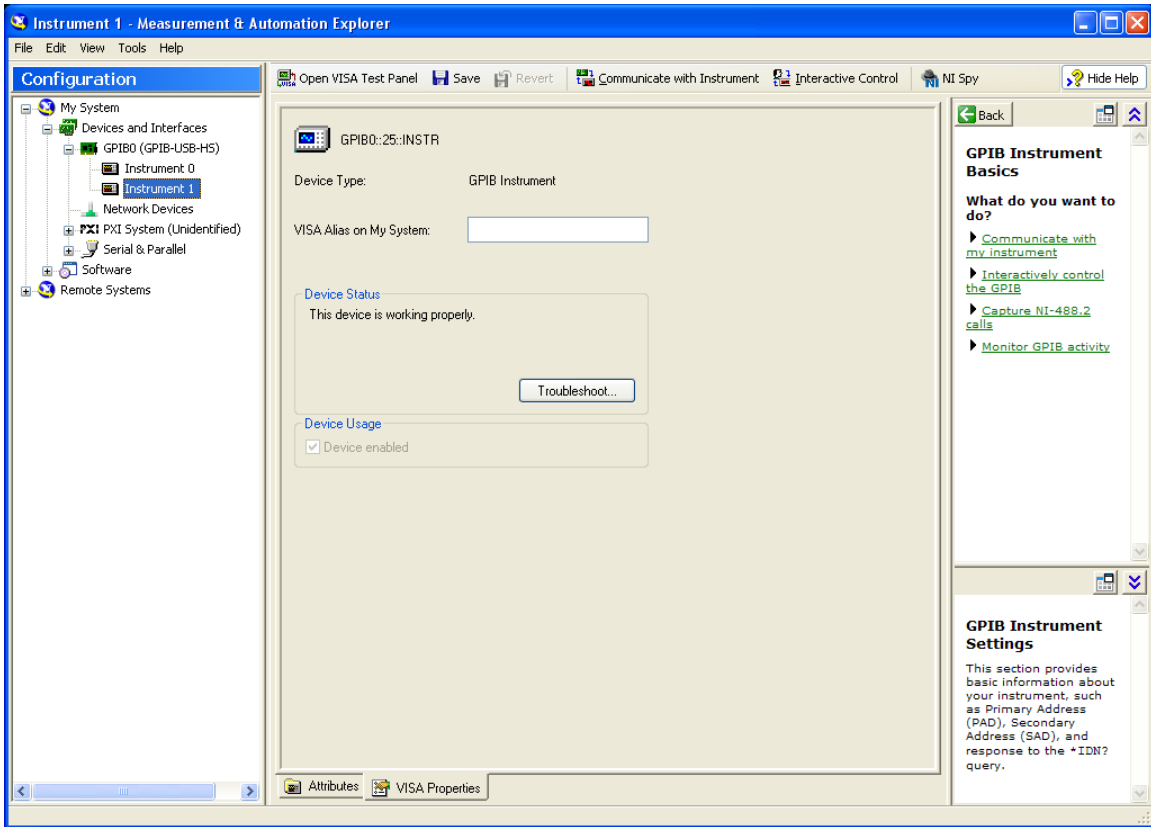 Instrument 1 - Measurement & Automation Explorer
File Edit View Tools Help
Configuration
My System
Devices and Interfaces
GPIB0 (GPIB-USB-HS)
Instrument 0
Instrument 1
Network Devices
PXI PXI System (Unidentified)
Serial & Parallel
Software
Remote Systems
Open VISA Test Panel Save Revert Communicate with Instrument Interactive Control NI Spy Hide Help
GPIB0::25::INSTR
Device Type: GPIB Instrument
VISA Alias on My System:
Device Status
This device is working properly.
Troubleshoot...
Device Usage
Device enabled
Attributes VISA Properties
Back
GPIB Instrument
Basics
What do you want to
do?
Communicate with
my instrument
Interactively control
the GPIB
Capture NI-488.2
calls
Monitor GPIB activity
GPIB Instrument
Settings
This section provides
basic information about
your instrument, such
as Primary Address
(PAD), Secondary
Address (SAD), and
response to the *IDN?
query.